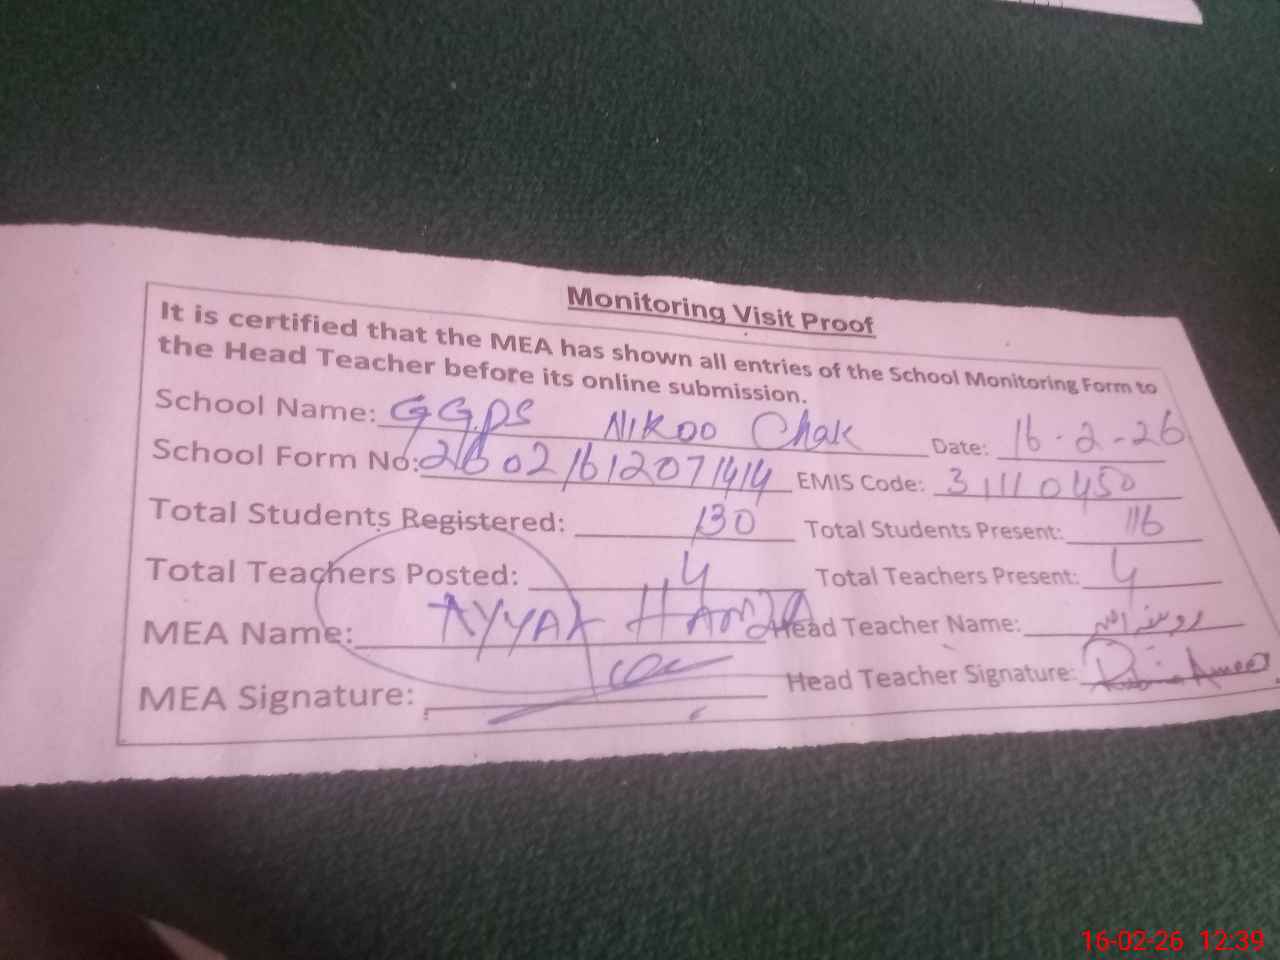 Monitoring Visit Proof
It is certified that the MEA has shown all entries of the School Monitoring Form to
the Head Teacher before its online submission.
School Name: GGPS Nikoo Chak Date: 16-2-26
School Form No: 26021612071414 EMIS Code: 31110450
Total Students Registered: 130 Total Students Present: 116
Total Teachers Posted: 4 Total Teachers Present: 4
MEA Name: AYYAX HAMZA Head Teacher Name:
MEA Signature: Head Teacher Signature:
16-02-26 12:39